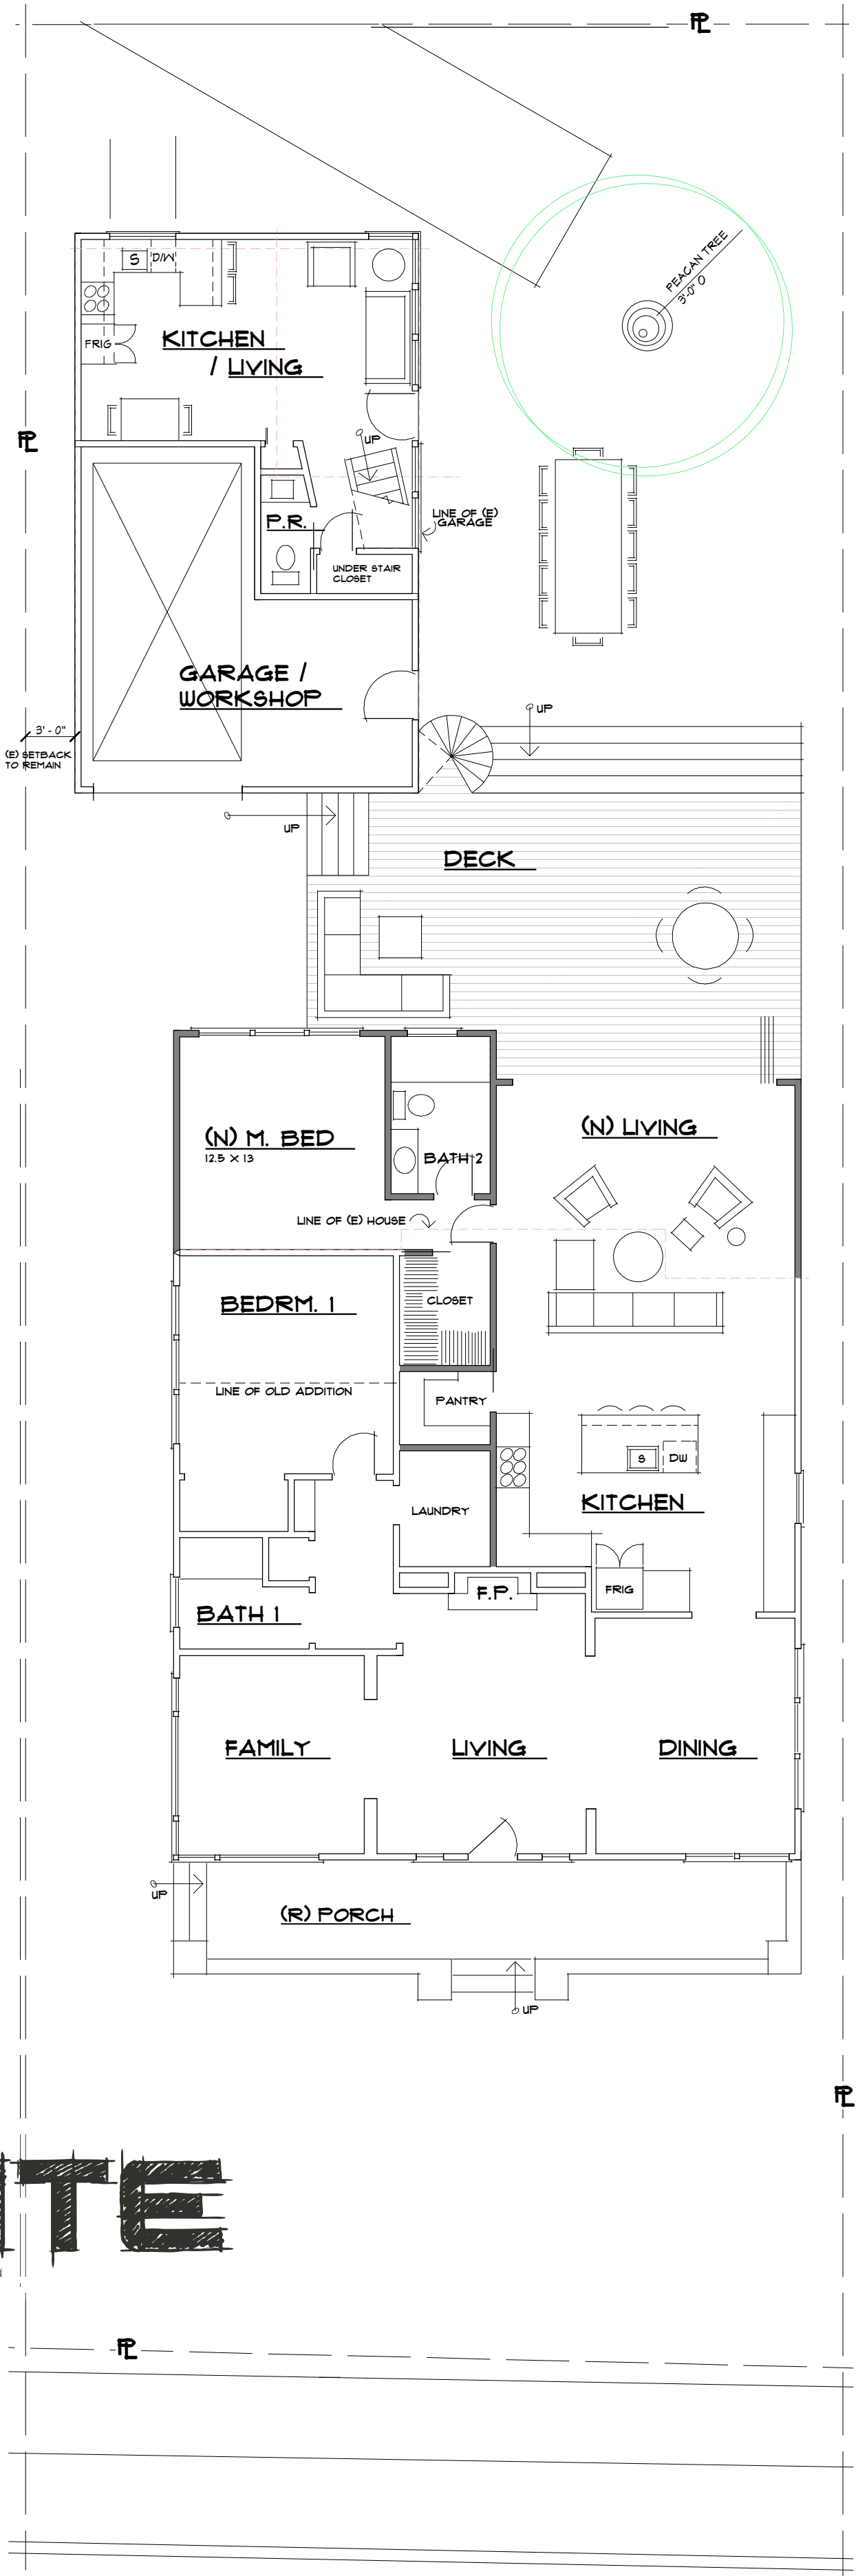 PL
PEACAN TREE
3'-0" O
S D/W
FRIG
KITCHEN
/ LIVING
PL
UP
P.R.
LINE OF (E)
GARAGE
UNDER STAIR
CLOSET
GARAGE /
WORKSHOP
UP
3' - 0"
(E) SETBACK
TO REMAIN
UP
DECK
(N) LIVING
(N) M. BED
12.5 X 13
BATH 2
LINE OF (E) HOUSE
BEDRM. 1
CLOSET
LINE OF OLD ADDITION
PANTRY
S DW
KITCHEN
LAUNDRY
F.P.
FRIG
BATH 1
FAMILY
LIVING
DINING
UP
(R) PORCH
UP
PL
ITE
PL